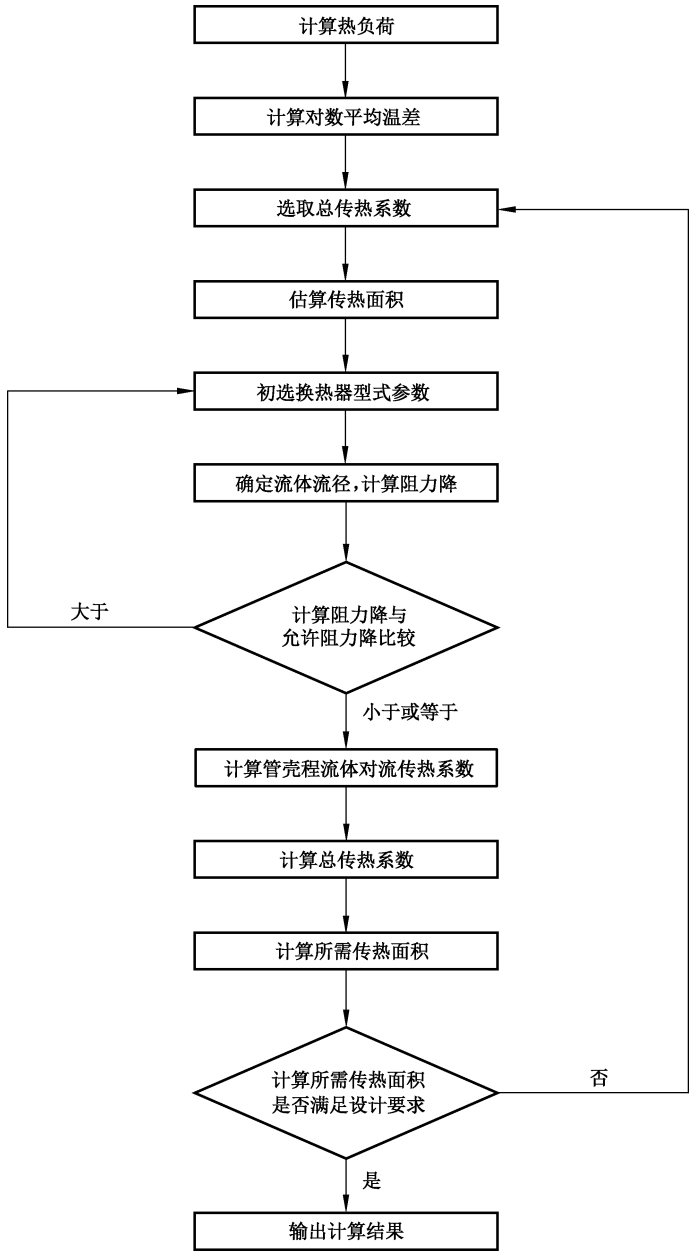 计算热负荷
计算对数平均温差
选取总传热系数
估算传热面积
初选换热器型式参数
确定流体流径,计算阻力降
计算阻力降与
允许阻力降比较
大于
小于或等于
计算管壳程流体对流传热系数
计算总传热系数
计算所需传热面积
计算所需传热面积
是否满足设计要求
否
是
输出计算结果